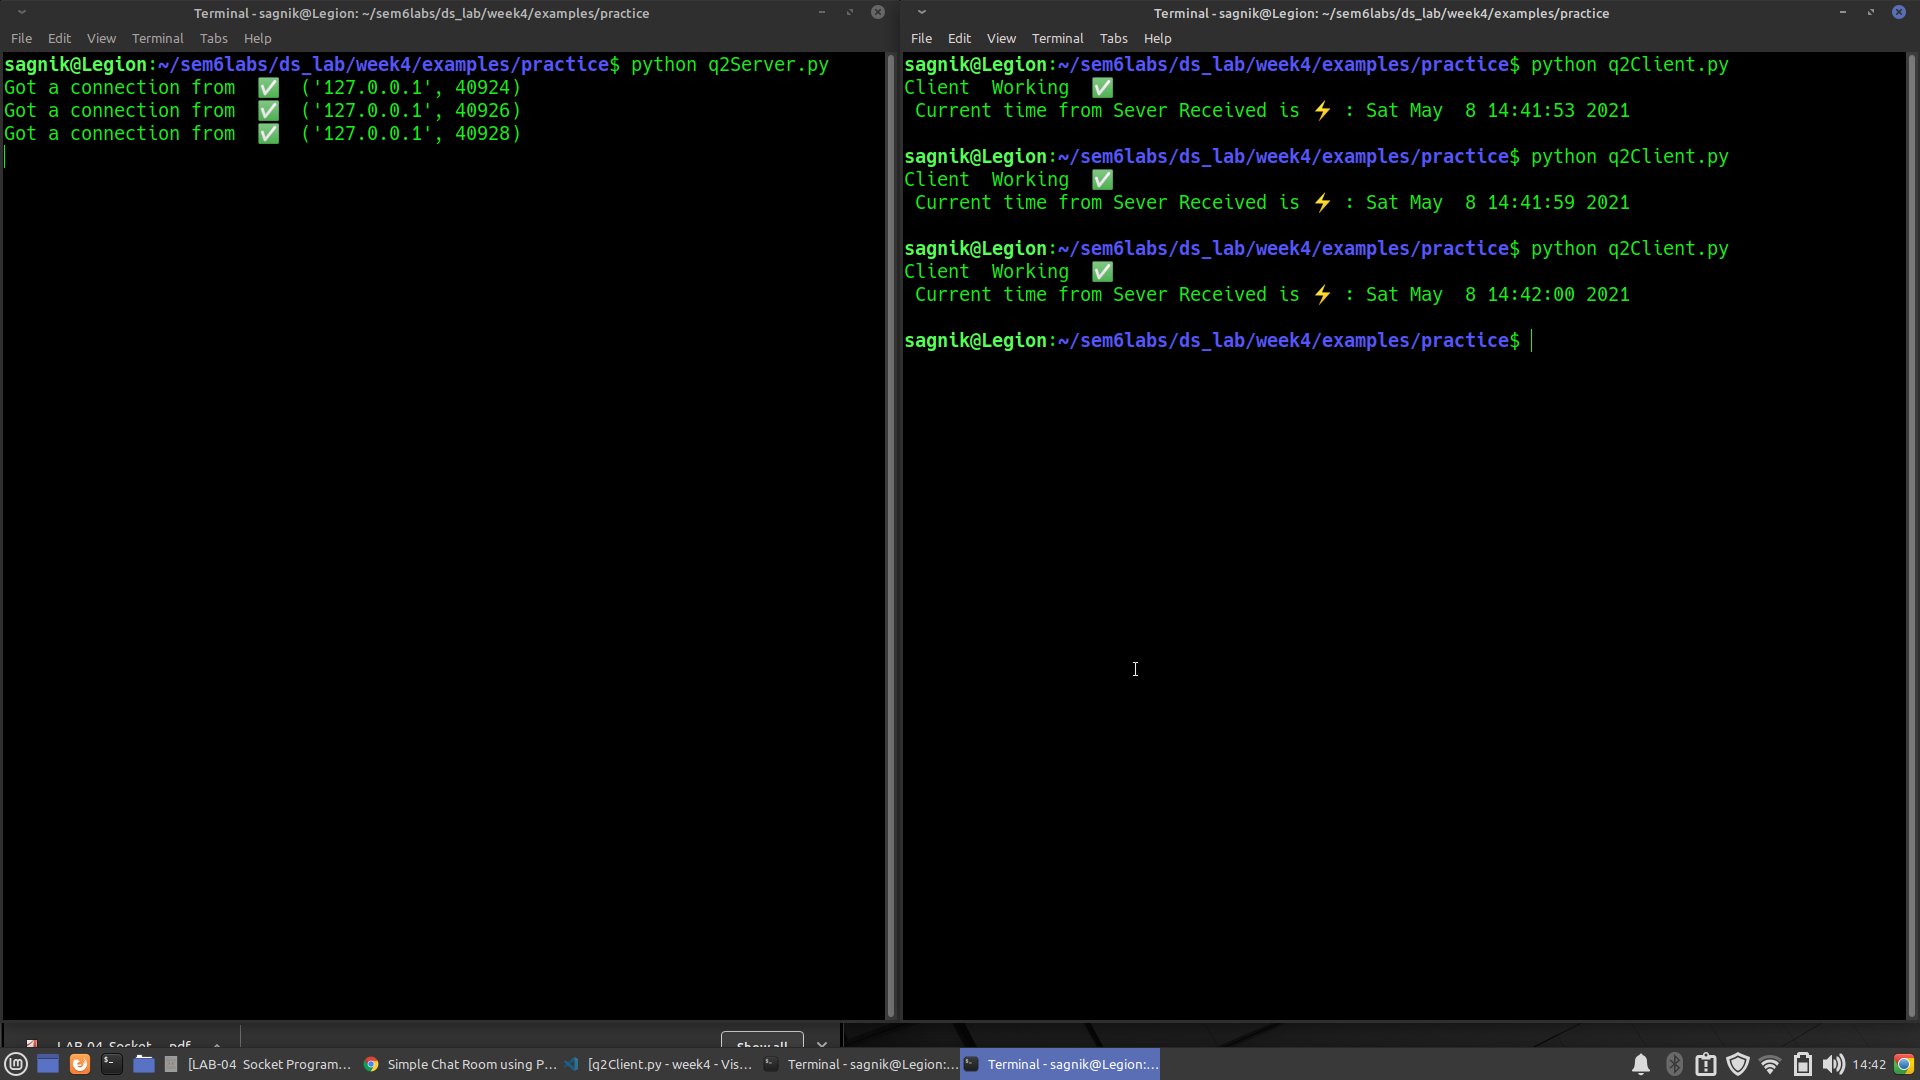 Terminal - sagnik@Legion: ~/sem6labs/ds_lab/week4/examples/practice
File Edit View Terminal Tabs Help
sagnik@Legion:~/sem6labs/ds_lab/week4/examples/practice$ python q2Server.py
Got a connection from ✅ ('127.0.0.1', 40924)
Got a connection from ✅ ('127.0.0.1', 40926)
Got a connection from ✅ ('127.0.0.1', 40928)
Terminal - sagnik@Legion: ~/sem6labs/ds_lab/week4/examples/practice
File Edit View Terminal Tabs Help
sagnik@Legion:~/sem6labs/ds_lab/week4/examples/practice$ python q2Client.py
Client  Working  ✅
Current time from Sever Received is ⚡ : Sat May  8 14:41:53 2021
sagnik@Legion:~/sem6labs/ds_lab/week4/examples/practice$ python q2Client.py
Client  Working  ✅
Current time from Sever Received is ⚡ : Sat May  8 14:41:59 2021
sagnik@Legion:~/sem6labs/ds_lab/week4/examples/practice$ python q2Client.py
Client  Working  ✅
Current time from Sever Received is ⚡ : Sat May  8 14:42:00 2021
sagnik@Legion:~/sem6labs/ds_lab/week4/examples/practice$
LAB-04 Socket ...pdf Show all
[LAB-04 Socket Program... Simple Chat Room using P... [q2Client.py - week4 - Vis... Terminal - sagnik@Legion:... Terminal - sagnik@Legion:... 14:42